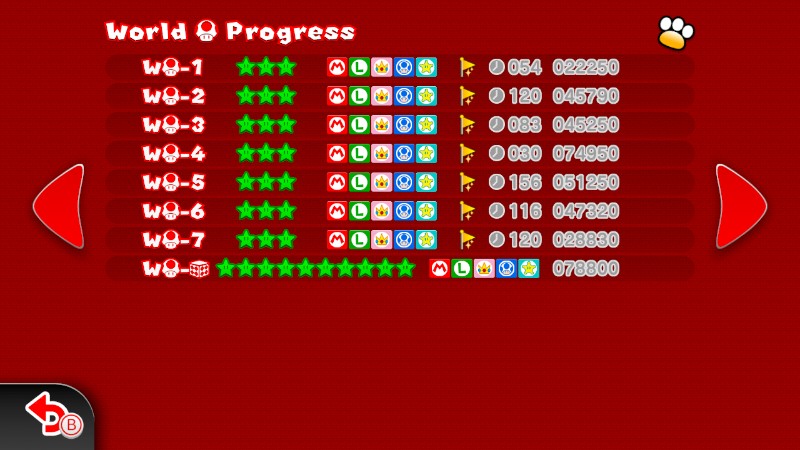 World Progress
W-1 M L 054 022250
W-2 M L 120 045790
W-3 M L 083 045250
W-4 M L 030 074950
W-5 M L 156 051250
W-6 M L 116 047320
W-7 M L 120 028830
W- M L 078800
B